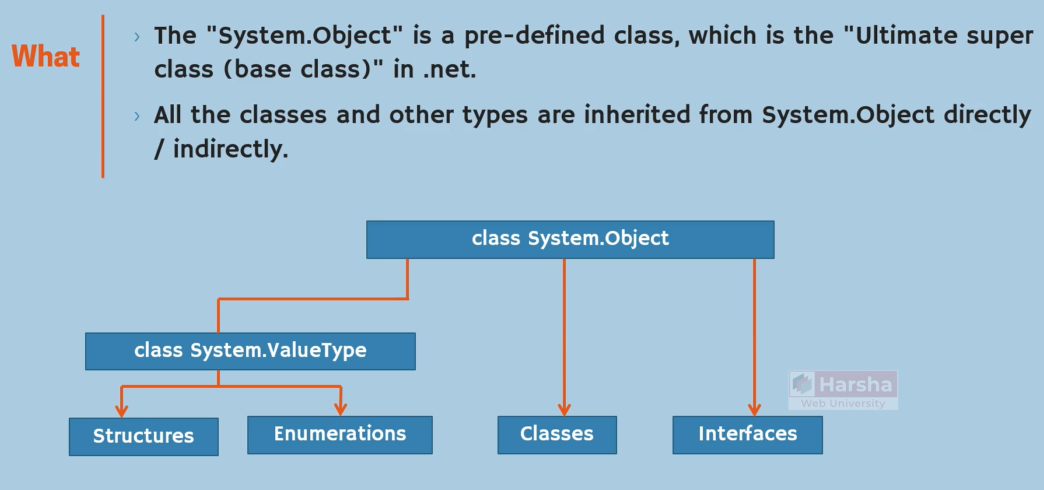 What
› The "System.Object" is a pre-defined class, which is the "Ultimate super
class (base class)" in .net.
› All the classes and other types are inherited from System.Object directly
/ indirectly.
class System.Object
class System.ValueType
Harsha
Web University
Structures
Enumerations
Classes
Interfaces